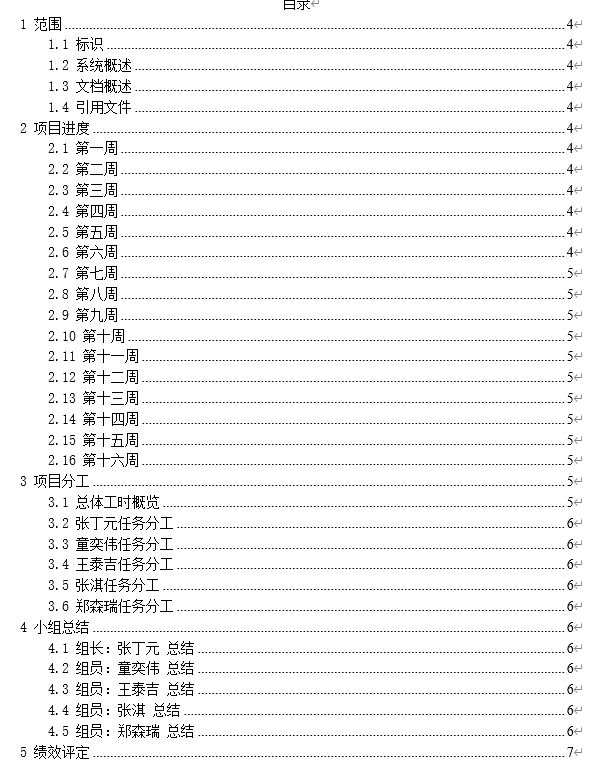 目录
1 范围 4
1.1 标识 4
1.2 系统概述 4
1.3 文档概述 4
1.4 引用文件 4
2 项目进度 4
2.1 第一周 4
2.2 第二周 4
2.3 第三周 4
2.4 第四周 4
2.5 第五周 4
2.6 第六周 4
2.7 第七周 5
2.8 第八周 5
2.9 第九周 5
2.10 第十周 5
2.11 第十一周 5
2.12 第十二周 5
2.13 第十三周 5
2.14 第十四周 5
2.15 第十五周 5
2.16 第十六周 5
3 项目分工 5
3.1 总体工时概览 5
3.2 张丁元任务分工 6
3.3 童奕伟任务分工 6
3.4 王泰吉任务分工 6
3.5 张淇任务分工 6
3.6 郑森瑞任务分工 6
4 小组总结 6
4.1 组长：张丁元 总结 6
4.2 组员：童奕伟 总结 6
4.3 组员：王泰吉 总结 6
4.4 组员：张淇 总结 6
4.5 组员：郑森瑞 总结 6
5 绩效评定 7